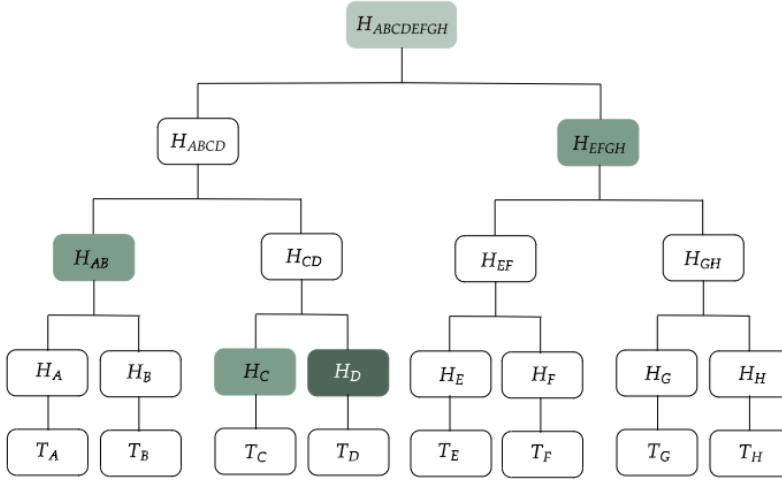 H_ABCDEFGH
H_ABCD H_EFGH
H_AB H_CD H_EF H_GH
H_A H_B H_C H_D H_E H_F H_G H_H
T_A T_B T_C T_D T_E T_F T_G T_H